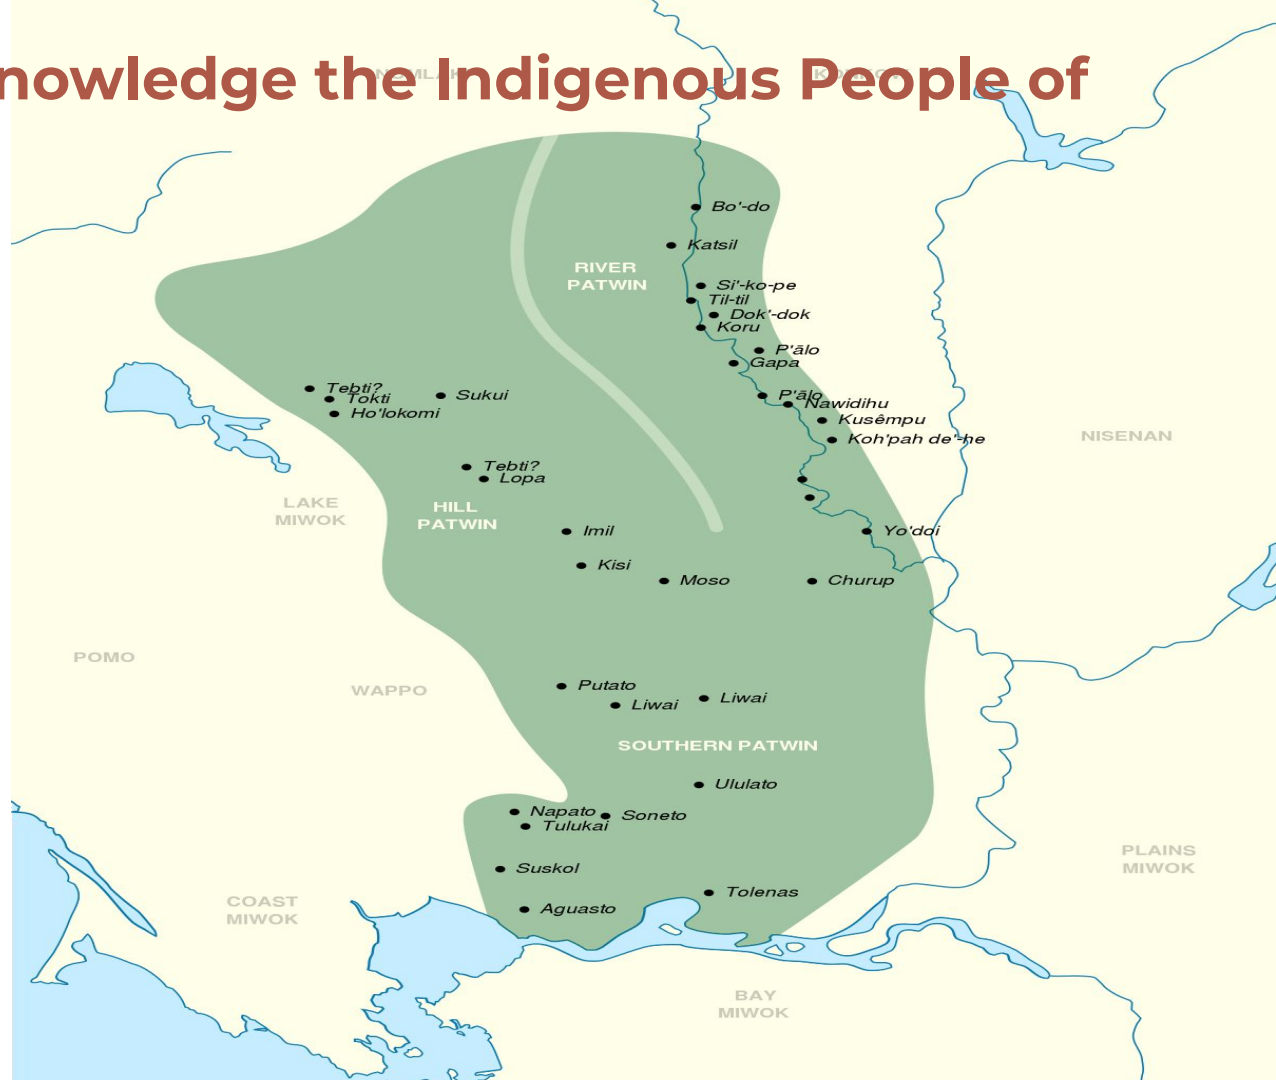 nowledge the Indigenous People of
Bo'-do
Katsil
RIVER
PATWIN
Si'-ko-pe
Til-til
Dok'-dok
Koru
P'ālo
Gapa
Tebti?
Tokti
Sukui
P'ālo
Nawidihu
Ho'lokomi
Kusêmpu
Koh'pah de'-he
NISENAN
Tebti?
Lopa
LAKE
MIWOK
HILL
PATWIN
Imil
Yo'doi
Kisi
Moso
Churup
POMO
Putato
WAPPO
Liwai
Liwai
SOUTHERN PATWIN
Ululato
Napato
Soneto
Tulukai
PLAINS
MIWOK
Suskol
Tolenas
COAST
MIWOK
Aguasto
BAY
MIWOK